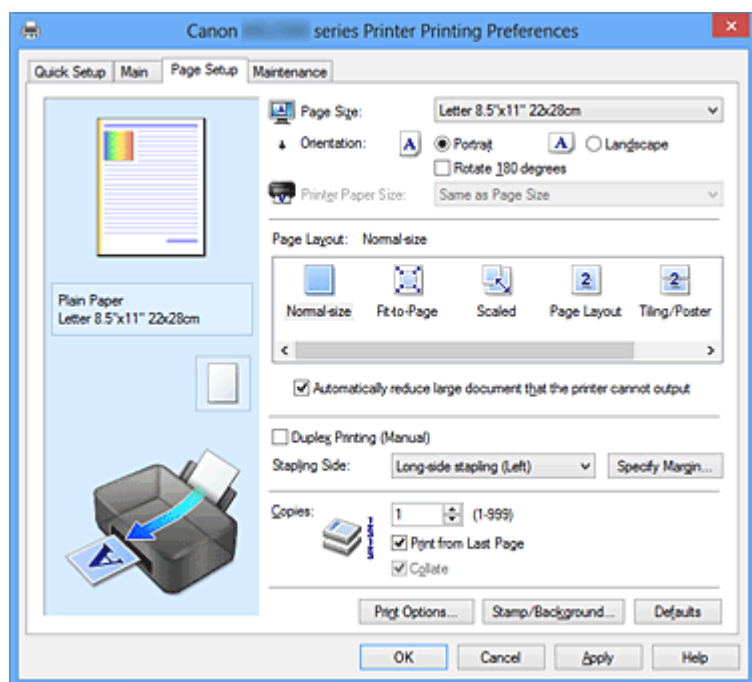 Canon series Printer Printing Preferences
Quick Setup Main Page Setup Maintenance
Page Size: Letter 8.5"x11" 22x28cm
Orientation: A Portrait A Landscape
Rotate 180 degrees
Printer Paper Size: Same as Page Size
Page Layout: Normal-size
2 2
Normal-size Fit-to-Page Scaled Page Layout Tiling/Poster
Plain Paper
Letter 8.5"x11" 22x28cm
Automatically reduce large document that the printer cannot output
Duplex Printing (Manual)
Stapling Side: Long-side stapling (Left) Specify Margin...
Copies: 1 (1-999)
Print from Last Page
Collate
A
Print Options... Stamp/Background... Defaults
OK Cancel Apply Help